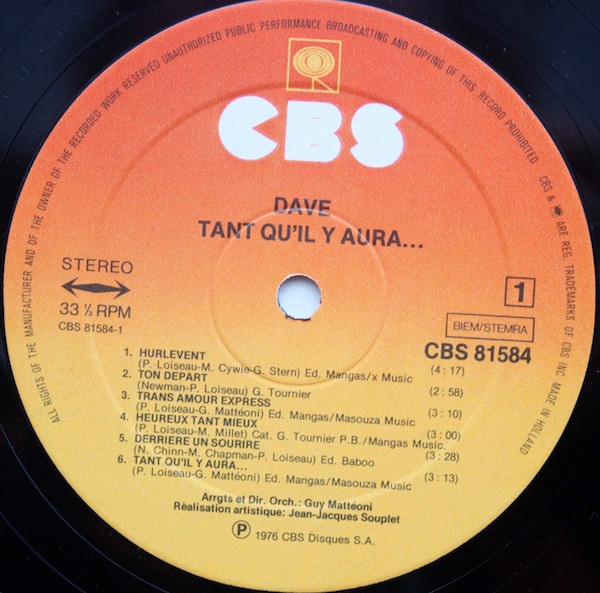 ALL RIGHTS OF THE MANUFACTURER AND OF THE OWNER OF THE RECORDED WORK RESERVED UNAUTHORIZED PUBLIC PERFORMANCE BROADCASTING AND COPYING OF THIS RECORD PROHIBITED
CBS & ARE REG. TRADEMARKS OF CBS INC MADE IN HOLLAND
CBS
DAVE
TANT QU'IL Y AURA...
STEREO
33 ⅓ RPM
CBS 81584-1
1
BIEM/STEMRA
CBS 81584
1. HURLEVENT
(P. Loiseau-M. Cywie-G. Stern) Ed. Mangas/x Music (4:17)
2. TON DEPART
(Newman-P. Loiseau) G. Tournier (2:58)
3. TRANS AMOUR EXPRESS
(P. Loiseau-G. Mattéoni) Ed. Mangas/Masouza Music (3:10)
4. HEUREUX TANT MIEUX
(P. Loiseau-M. Millet) Cat. G. Tournier P.B./Mangas Music (3:00)
5. DERRIERE UN SOURIRE
(N. Chinn-M. Chapman-P. Loiseau) Ed. Baboo (3:28)
6. TANT QU'IL Y AURA...
(P. Loiseau-G. Mattéoni) Ed. Mangas/Masouza Music (3:13)
Arrgts et Dir. Orch.: Guy Mattéoni
Réalisation artistique: Jean-Jacques Souplet
Ⓟ 1976 CBS Disques S.A.